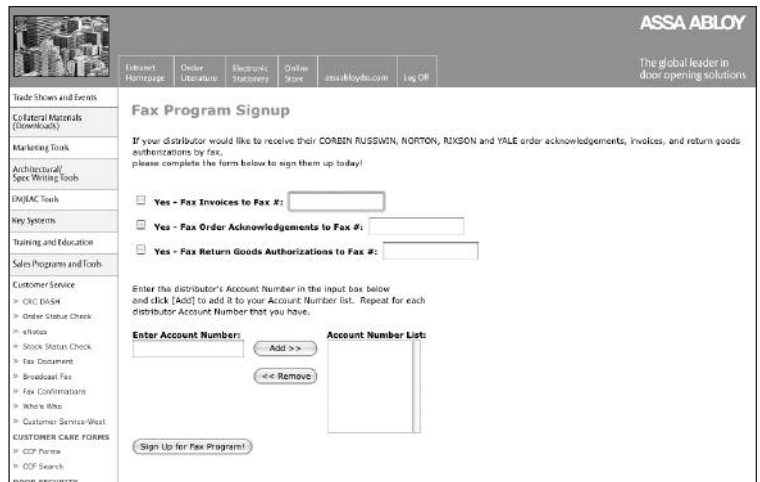 ASSA ABLOY
The global leader in
door opening solutions
Extranet
Homepage
Order
Literature
Electronic
Stationery
Online
Store
assaabloydss.com
Log Off
Trade Shows and Events
Collateral Materials
(Downloads)
Marketing Tools
Architectural/
Spec Writing Tools
EMJEAC Tools
Key Systems
Training and Education
Sales Programs and Tools
Customer Service
» CRC DASH
» Order Status Check
» eNotes
» Stock Status Check
» Fax Document
» Broadcast Fax
» Fax Confirmations
» Who's Who
» Customer Service-West
CUSTOMER CARE FORMS
» CCF Forms
» CCF Search
DOOR SECURITY
Fax Program Signup
If your distributor would like to receive their CORBIN RUSSWIN, NORTON, RIXSON and YALE order acknowledgements, invoices, and return goods
authorizations by fax,
please complete the form below to sign them up today!
Yes - Fax Invoices to Fax #:
Yes - Fax Order Acknowledgements to Fax #:
Yes - Fax Return Goods Authorizations to Fax #:
Enter the distributor's Account Number in the input box below
and click [Add] to add it to your Account Number list. Repeat for each
distributor Account Number that you have.
Enter Account Number:
Add >>
<< Remove
Account Number List:
Sign Up for Fax Program!